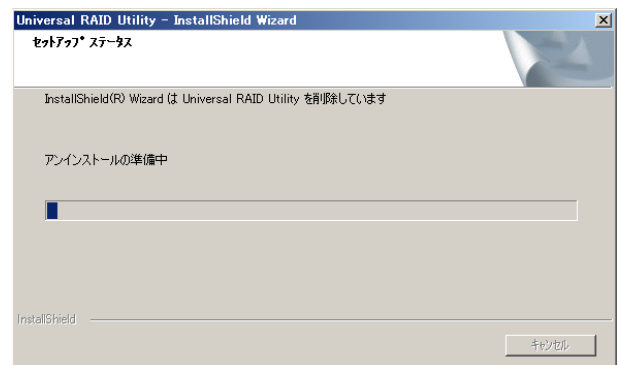 Universal RAID Utility - InstallShield Wizard
ｾｯﾄｱｯﾌﾟ ｽﾃｰﾀｽ
InstallShield(R) Wizard は Universal RAID Utility を削除しています
アンインストールの準備中
InstallShield
ｷｬﾝｾﾙ